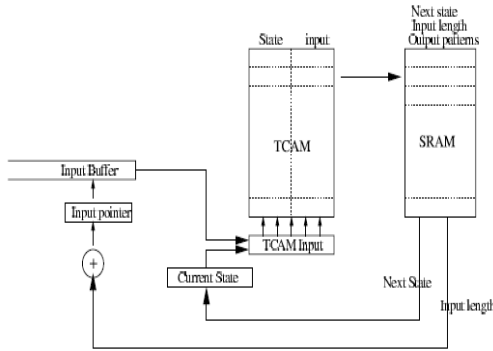 Next state
Input length
Output patterns
State input
TCAM
SRAM
Input Buffer
Input pointer
TCAM Input
+
Current State
Next State
Input length